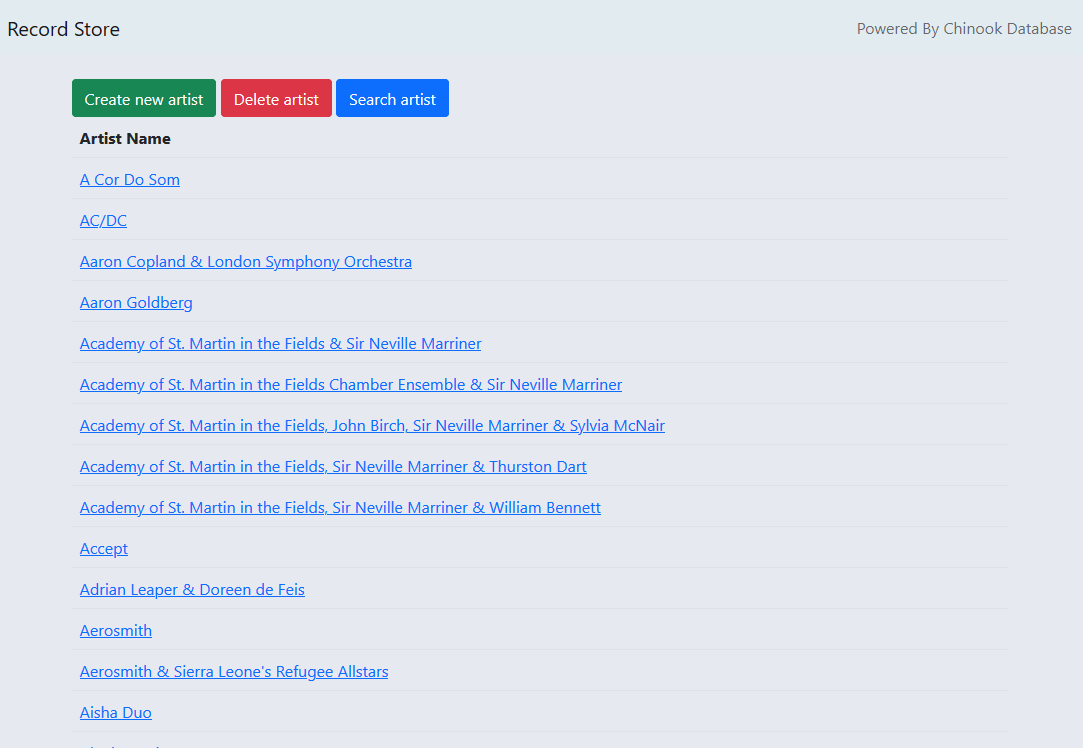 Record Store
Powered By Chinook Database
Create new artist
Delete artist
Search artist
Artist Name
A Cor Do Som
AC/DC
Aaron Copland & London Symphony Orchestra
Aaron Goldberg
Academy of St. Martin in the Fields & Sir Neville Marriner
Academy of St. Martin in the Fields Chamber Ensemble & Sir Neville Marriner
Academy of St. Martin in the Fields, John Birch, Sir Neville Marriner & Sylvia McNair
Academy of St. Martin in the Fields, Sir Neville Marriner & Thurston Dart
Academy of St. Martin in the Fields, Sir Neville Marriner & William Bennett
Accept
Adrian Leaper & Doreen de Feis
Aerosmith
Aerosmith & Sierra Leone's Refugee Allstars
Aisha Duo